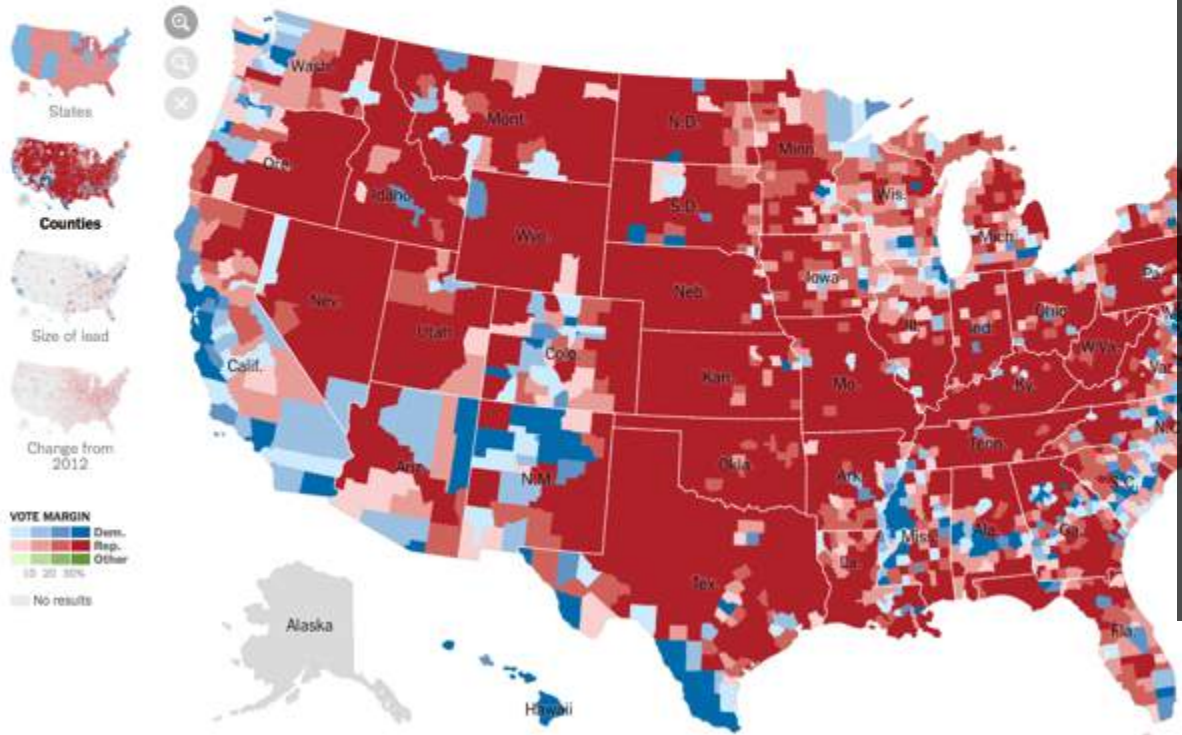 States
Counties
Size of lead
Change from
2012
VOTE MARGIN
Dem.
Rep.
Other
10 20 30%
No results
Wash.
Ore.
Idaho
Mont.
N.D.
Minn.
Wis.
Mich.
S.D.
Wyo.
Iowa
Neb.
Nev.
Utah
Colo.
Calif.
Kan.
Mo.
Ill.
Ind.
Ohio
Pa.
W.Va.
Va.
Ky.
Tenn.
N.C.
S.C.
Ariz.
N.M.
Okla.
Ark.
Miss.
Ala.
Ga.
Tex.
La.
Fla.
Alaska
Hawaii